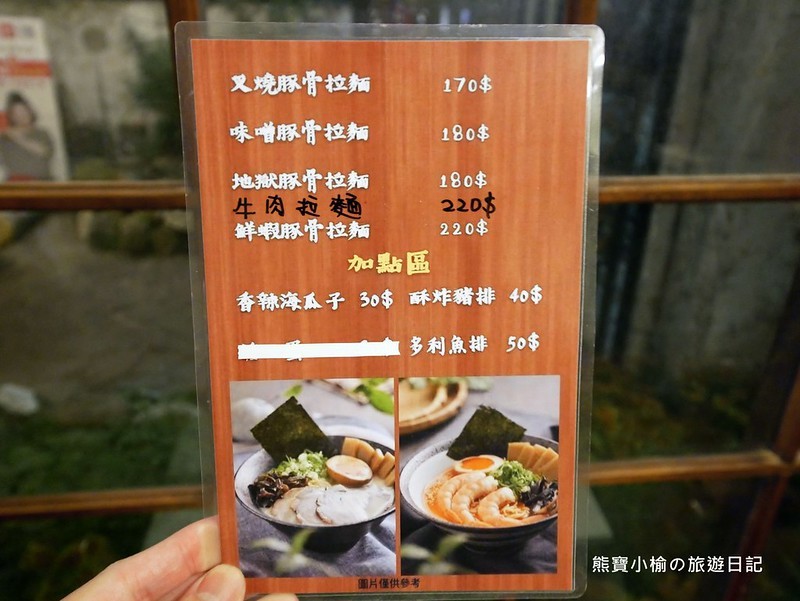 叉燒豚骨拉麵 170$
味噌豚骨拉麵 180$
地獄豚骨拉麵 180$
牛肉拉麵 220$
鮮蝦豚骨拉麵 220$
加點區
香辣海瓜子 30$ 酥炸豬排 40$
多利魚排 50$
圖片僅供參考
熊寶小榆の旅遊日記